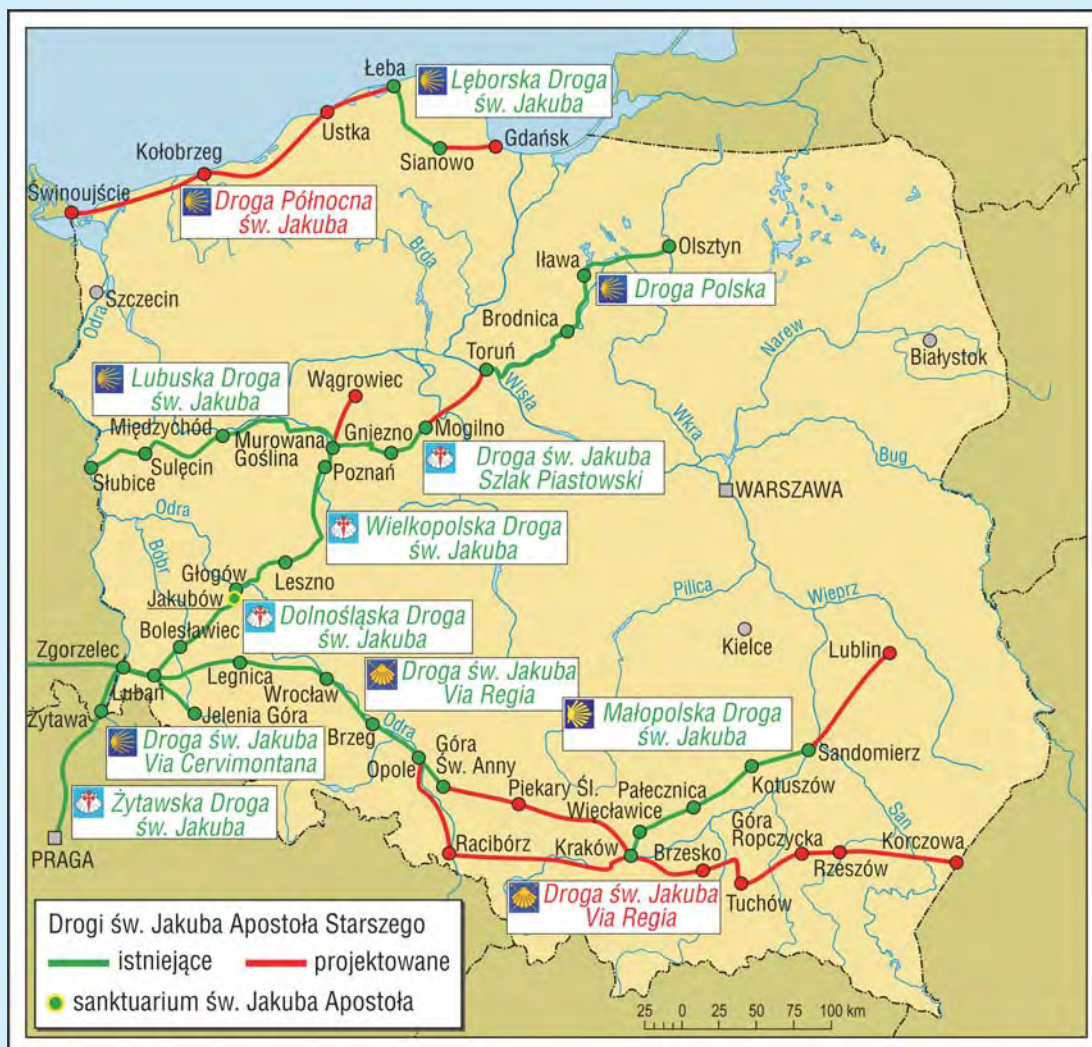 Łeba
Lęborska Droga
św. Jakuba
Ustka
Gdańsk
Sianowo
Kołobrzeg
Świnoujście
Droga Północna
św. Jakuba
Olsztyn
Iława
Brda
Droga Polska
Szczecin
Odra
Brodnica
Narew
Białystok
Toruń
Wisła
Lubuska Droga
św. Jakuba
Wągrowiec
Wkra
Międzychód
Murowana
Goślina
Gniezno
Mogilno
Bug
Sulęcin
Słubice
Poznań
Droga św. Jakuba
Szlak Piastowski
WARSZAWA
Odra
Wielkopolska Droga
św. Jakuba
Bóbr
Leszno
Głogów
Jakubów
Pilica
Wieprz
Dolnośląska Droga
św. Jakuba
Bolesławiec
Kielce
Zgorzelec
Lublin
Lubań
Legnica
Wrocław
Droga św. Jakuba
Via Regia
Żytawa
Jelenia Góra
Małopolska Droga
św. Jakuba
Odra
Brzeg
Droga św. Jakuba
Via Cervimontana
Góra
Św. Anny
Opole
Sandomierz
Kotuszów
Piekary Śl.
Pałecznica
Więcławice
Żytawska Droga
św. Jakuba
San
PRAGA
Racibórz
Kraków
Brzesko
Góra
Ropczycka
Korczowa
Rzeszów
Tuchów
Droga św. Jakuba
Via Regia
Drogi św. Jakuba Apostoła Starszego
istniejące
projektowane
sanktuarium św. Jakuba Apostoła
25 0 25 50 75 100 km